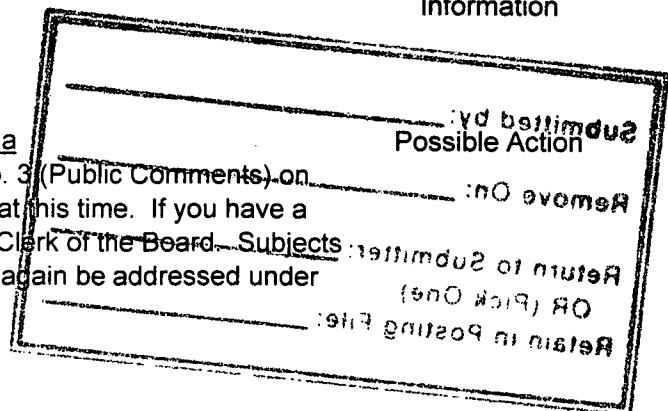 Information
Submitted by:
Possible Action
a
. 3 (Public Comments) on
Remove On:
at this time. If you have a
Clerk of the Board. Subjects
Return to Submitter:
again be addressed under
OR (Pick One)
Retain in Posting File: